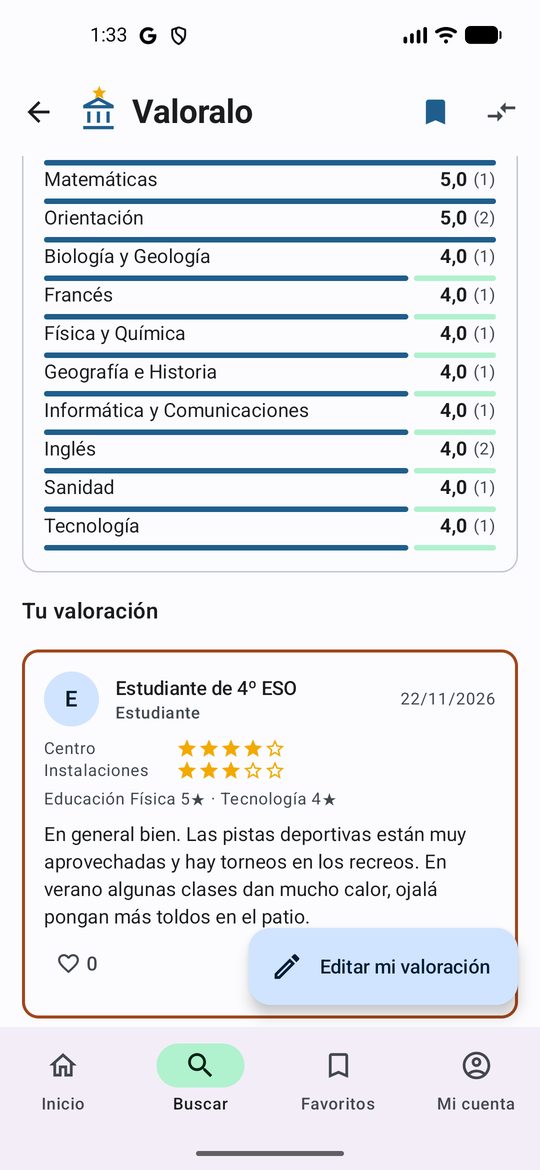 1:33
Valoralo
Matemáticas 5,0 (1)
Orientación 5,0 (2)
Biología y Geología 4,0 (1)
Francés 4,0 (1)
Física y Química 4,0 (1)
Geografía e Historia 4,0 (1)
Informática y Comunicaciones 4,0 (1)
Inglés 4,0 (2)
Sanidad 4,0 (1)
Tecnología 4,0 (1)
Tu valoración
E
Estudiante de 4º ESO
Estudiante
22/11/2026
Centro
Instalaciones
Educación Física 5★ · Tecnología 4★
En general bien. Las pistas deportivas están muy
aprovechadas y hay torneos en los recreos. En
verano algunas clases dan mucho calor, ojalá
pongan más toldos en el patio.
0
Editar mi valoración
Inicio
Buscar
Favoritos
Mi cuenta